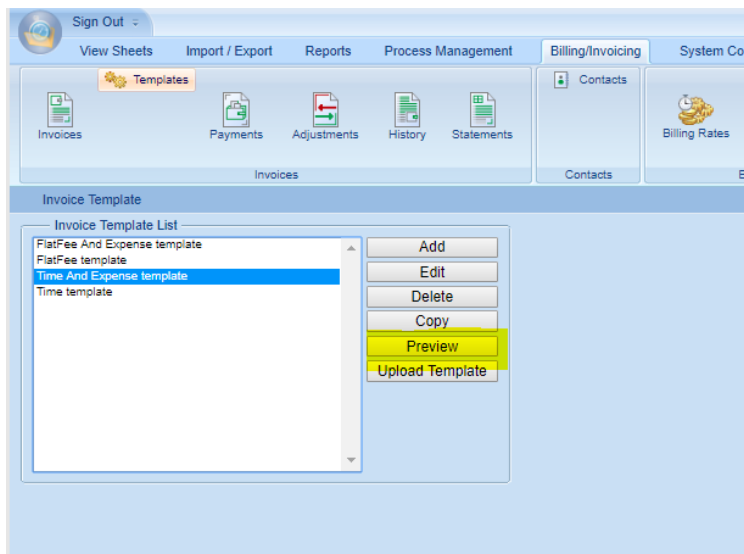 Sign Out
View Sheets Import / Export Reports Process Management Billing/Invoicing System Co
Templates
Contacts
Invoices Payments Adjustments History Statements Billing Rates
Invoices Contacts E
Invoice Template
Invoice Template List
FlatFee And Expense template
FlatFee template
Time And Expense template
Time template
Add
Edit
Delete
Copy
Preview
Upload Template